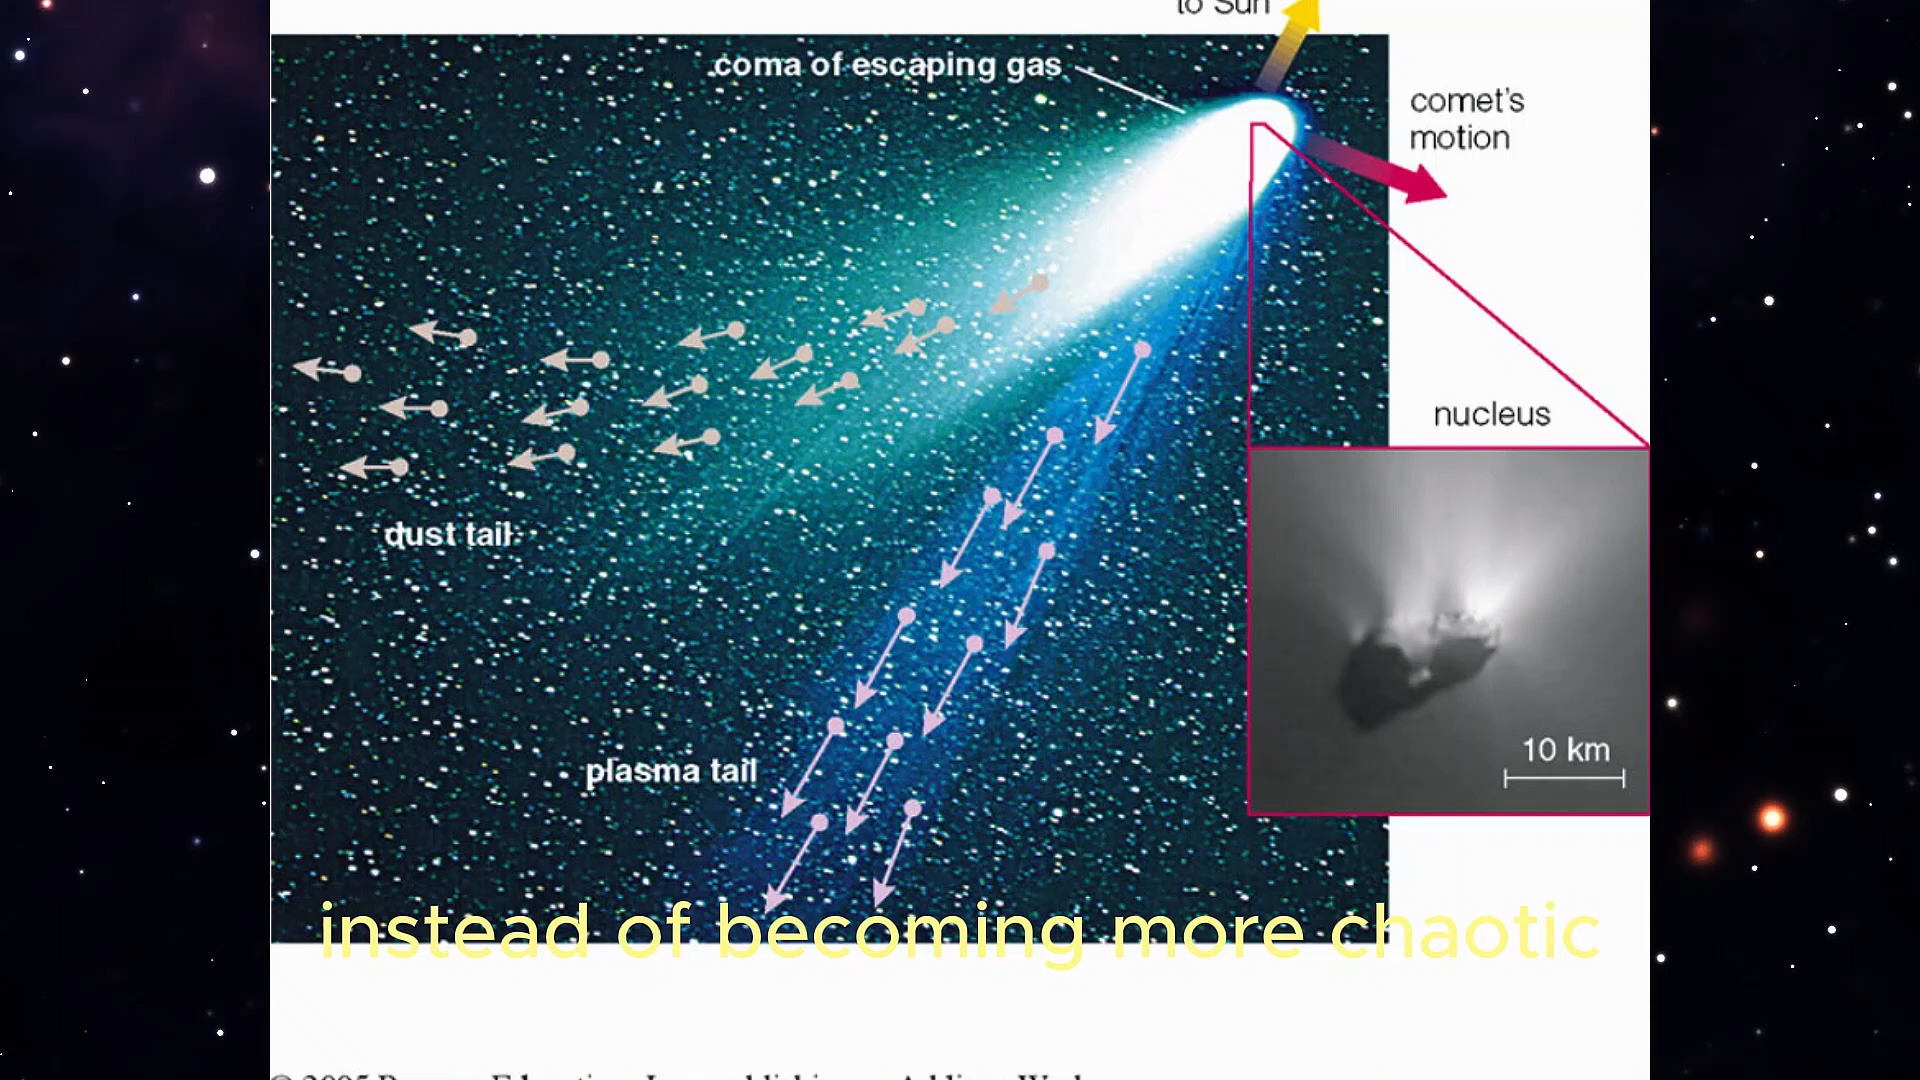 to Sun
coma of escaping gas
comet's
motion
nucleus
dust tail
10 km
plasma tail
instead of becoming more chaotic